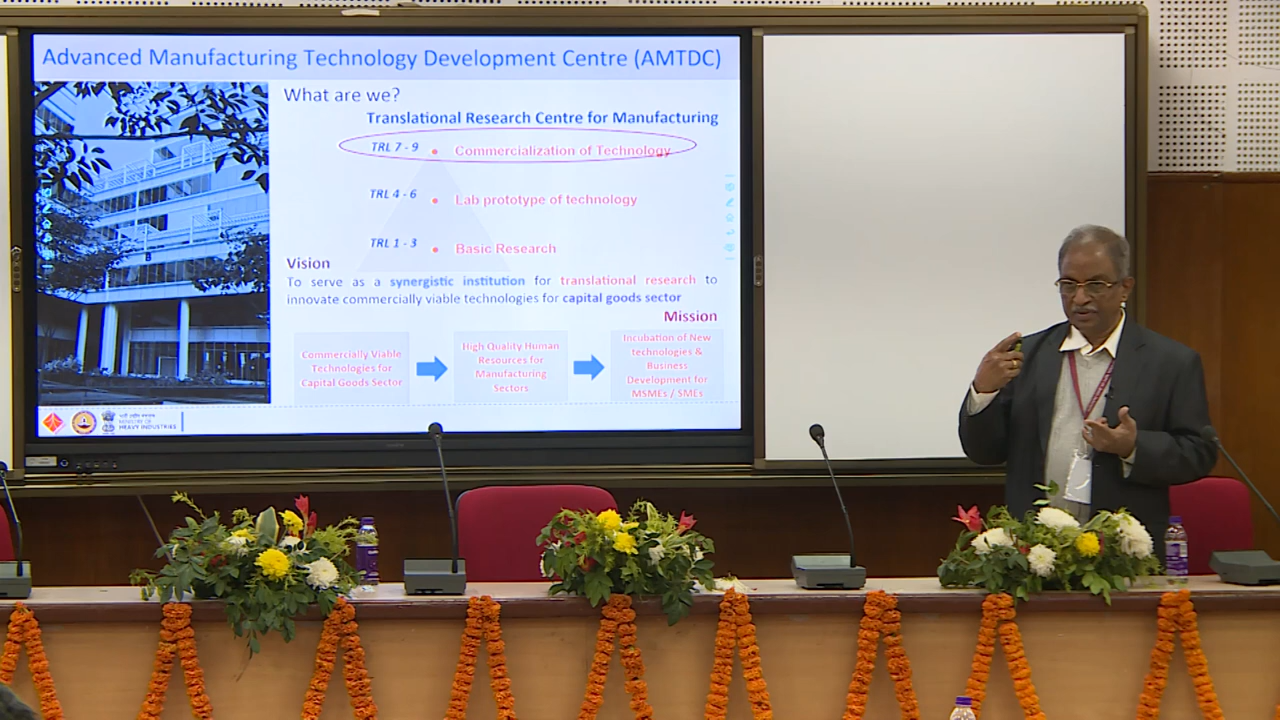 Advanced Manufacturing Technology Development Centre (AMTDC)
What are we?
Translational Research Centre for Manufacturing
TRL 7 - 9 • Commercialization of Technology
TRL 4 - 6 • Lab prototype of technology
TRL 1 - 3 • Basic Research
Vision
To serve as a synergistic institution for translational research to
innovate commercially viable technologies for capital goods sector
Mission
Commercially Viable
Technologies for
Capital Goods Sector
High Quality Human
Resources for
Manufacturing
Sectors
Incubation of New
technologies &
Business
Development for
MSMEs / SMEs
MINISTRY OF
HEAVY INDUSTRIES